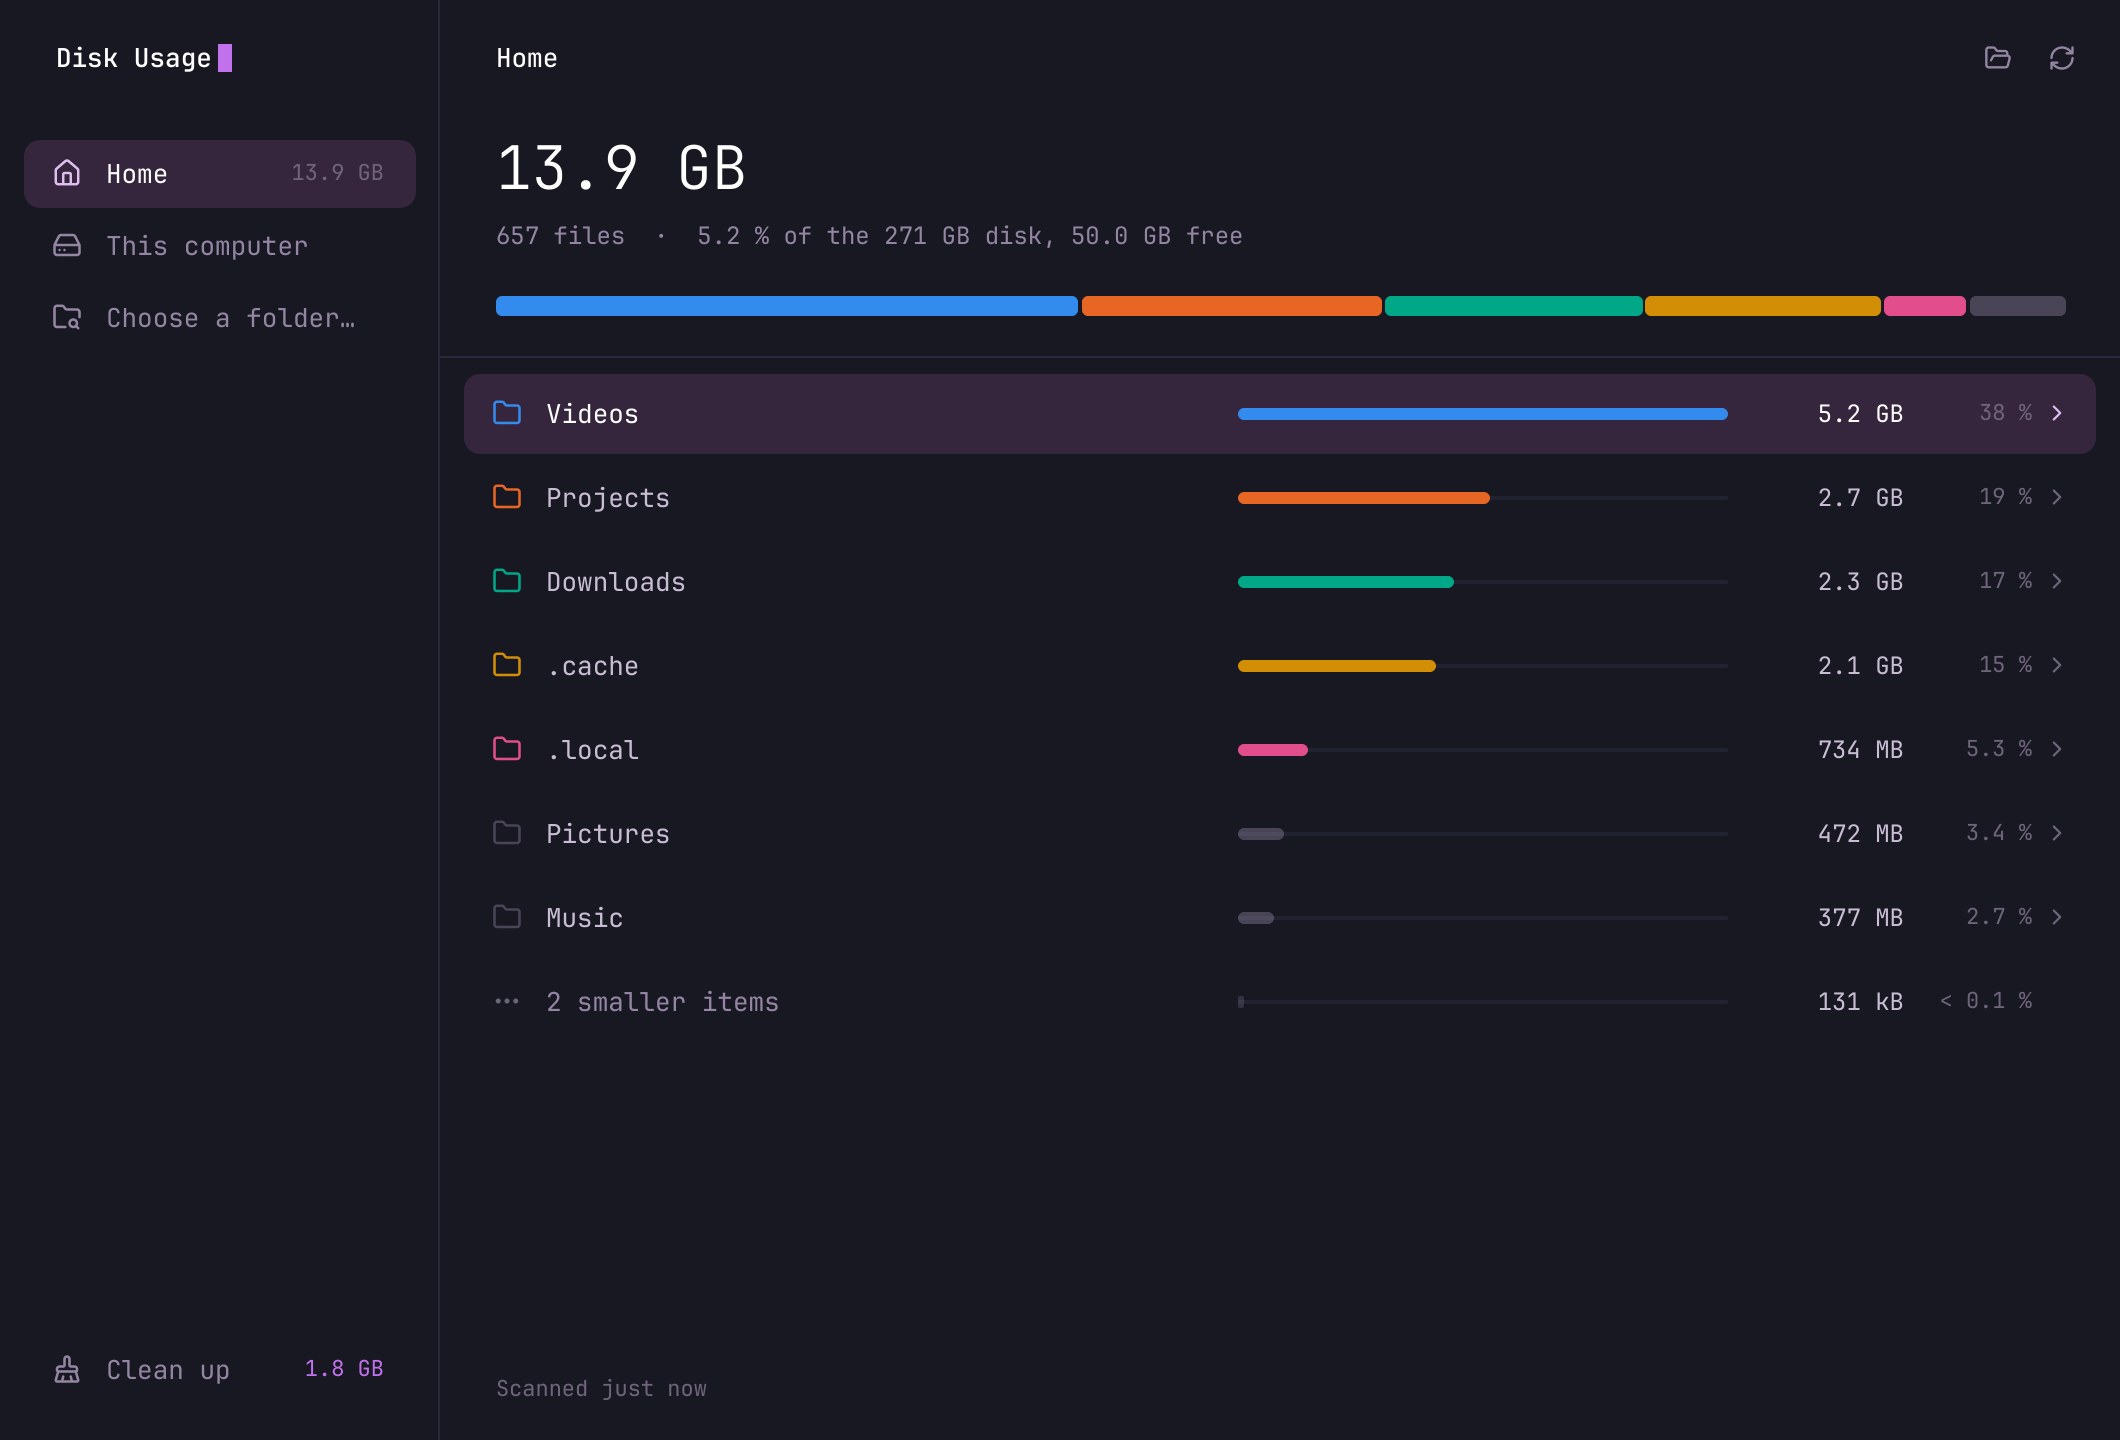 Disk Usage
Home 13.9 GB
This computer
Choose a folder…
Clean up 1.8 GB
Home
13.9 GB
657 files · 5.2 % of the 271 GB disk, 50.0 GB free
Videos 5.2 GB 38 %
Projects 2.7 GB 19 %
Downloads 2.3 GB 17 %
.cache 2.1 GB 15 %
.local 734 MB 5.3 %
Pictures 472 MB 3.4 %
Music 377 MB 2.7 %
2 smaller items 131 kB < 0.1 %
Scanned just now